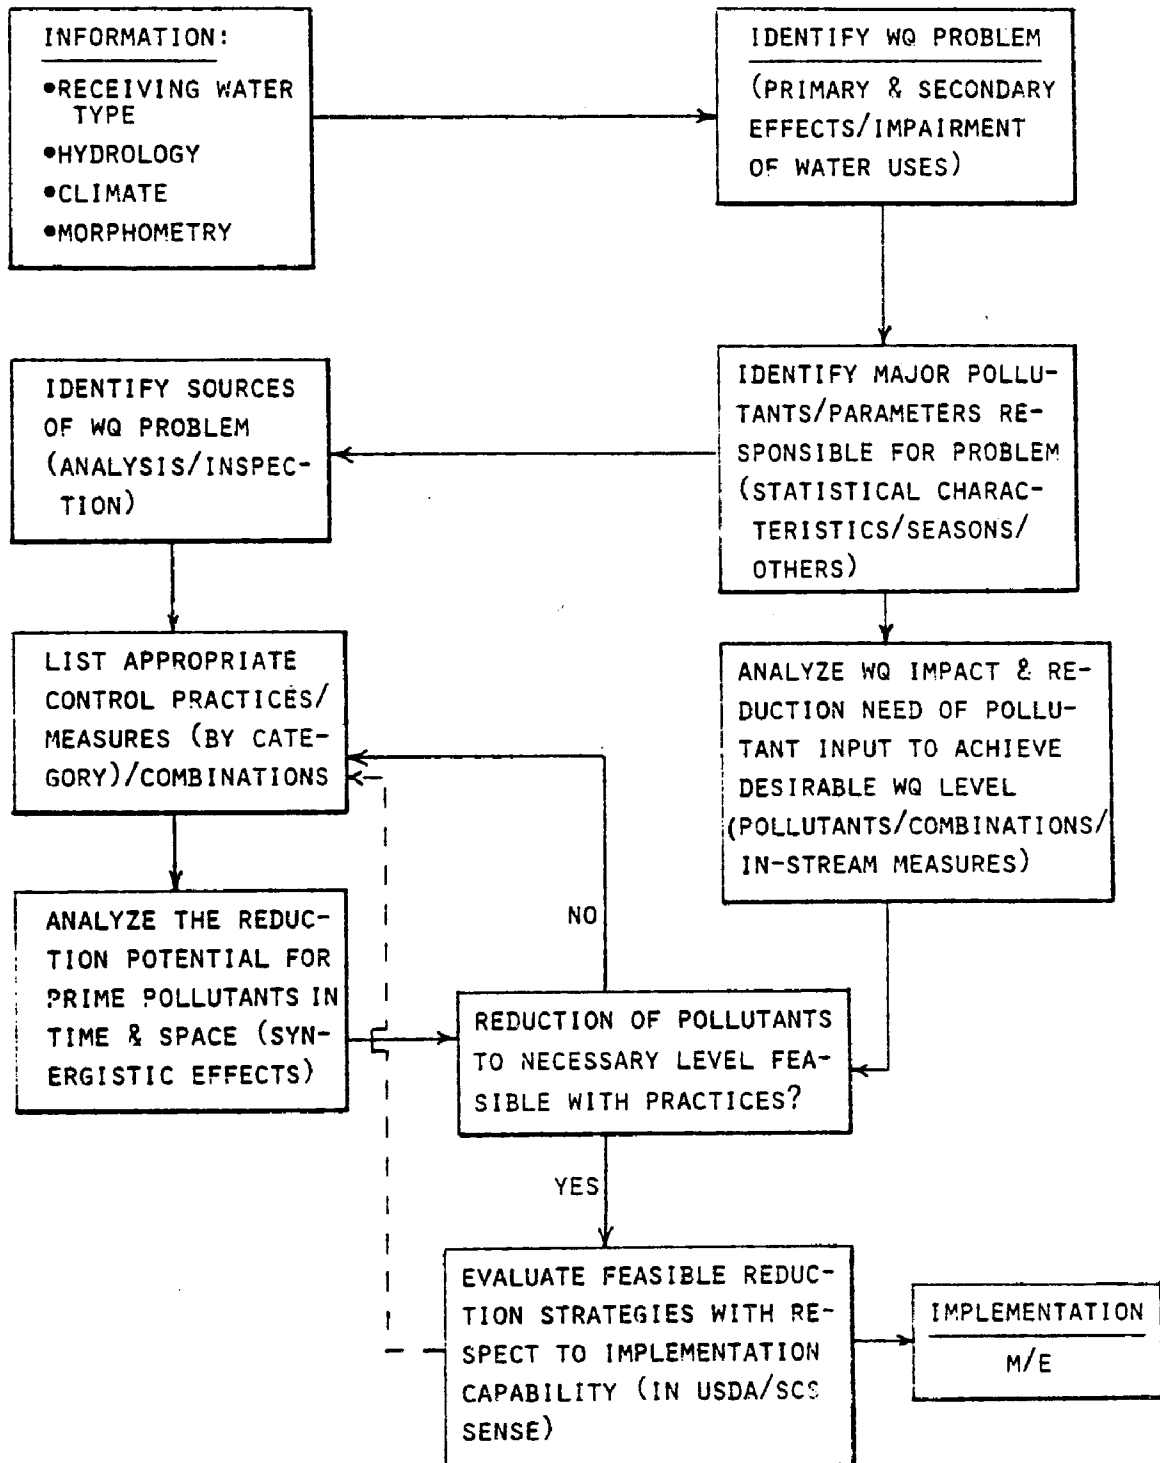 INFORMATION:
•RECEIVING WATER
TYPE
•HYDROLOGY
•CLIMATE
•MORPHOMETRY
IDENTIFY WQ PROBLEM
(PRIMARY & SECONDARY
EFFECTS/IMPAIRMENT
OF WATER USES)
IDENTIFY SOURCES
OF WQ PROBLEM
(ANALYSIS/INSPEC-
TION)
IDENTIFY MAJOR POLLU-
TANTS/PARAMETERS RE-
SPONSIBLE FOR PROBLEM
(STATISTICAL CHARAC-
TERISTICS/SEASONS/
OTHERS)
LIST APPROPRIATE
CONTROL PRACTICES/
MEASURES (BY CATE-
GORY)/COMBINATIONS
ANALYZE WQ IMPACT & RE-
DUCTION NEED OF POLLU-
TANT INPUT TO ACHIEVE
DESIRABLE WQ LEVEL
(POLLUTANTS/COMBINATIONS/
IN-STREAM MEASURES)
ANALYZE THE REDUC-
TION POTENTIAL FOR
PRIME POLLUTANTS IN
TIME & SPACE (SYN-
ERGISTIC EFFECTS)
NO
REDUCTION OF POLLUTANTS
TO NECESSARY LEVEL FEA-
SIBLE WITH PRACTICES?
YES
EVALUATE FEASIBLE REDUC-
TION STRATEGIES WITH RE-
SPECT TO IMPLEMENTATION
CAPABILITY (IN USDA/SCS
SENSE)
IMPLEMENTATION
M/E